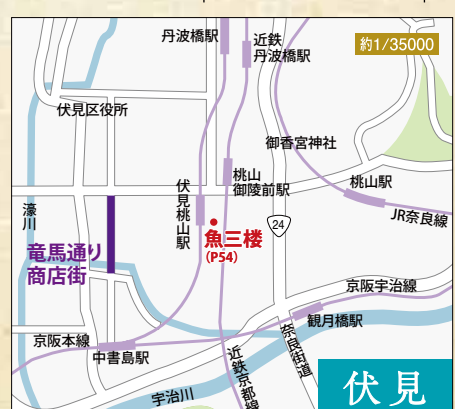 丹波橋駅
近鉄
丹波橋駅
約1/35000
伏見区役所
御香宮神社
桃山
御陵前駅
桃山駅
伏見桃山駅
濠川
JR奈良線
24
魚三楼
(P54)
竜馬通り
商店街
京阪宇治線
観月橋駅
京阪本線
中書島駅
近鉄京都線
奈良街道
宇治川
伏見